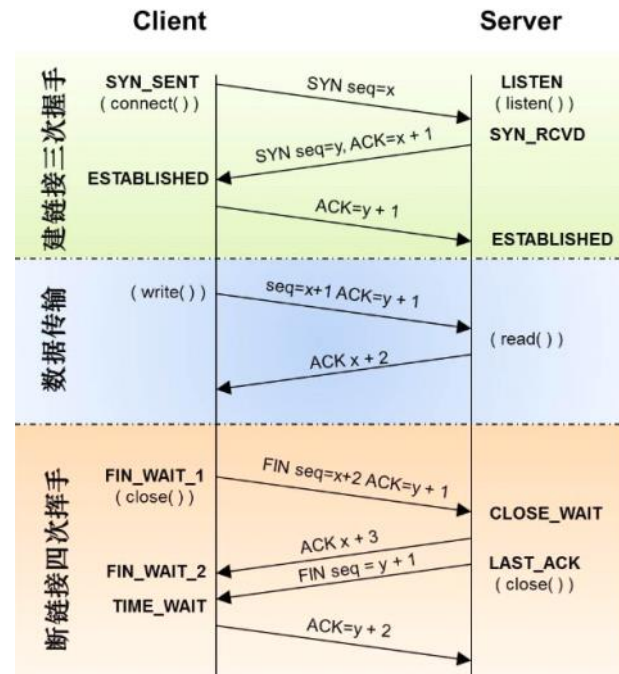 Client
Server
建链接三次握手
SYN_SENT
( connect( ) )
SYN seq=x
LISTEN
( listen( ) )
SYN_RCVD
SYN seq=y, ACK=x + 1
ESTABLISHED
ACK=y + 1
ESTABLISHED
数据传输
( write( ) )
seq=x+1 ACK=y + 1
( read( ) )
ACK x + 2
断链接四次挥手
FIN_WAIT_1
( close( ) )
FIN seq=x+2 ACK=y + 1
CLOSE_WAIT
ACK x + 3
FIN_WAIT_2
FIN seq = y + 1
LAST_ACK
( close( ) )
TIME_WAIT
ACK=y + 2